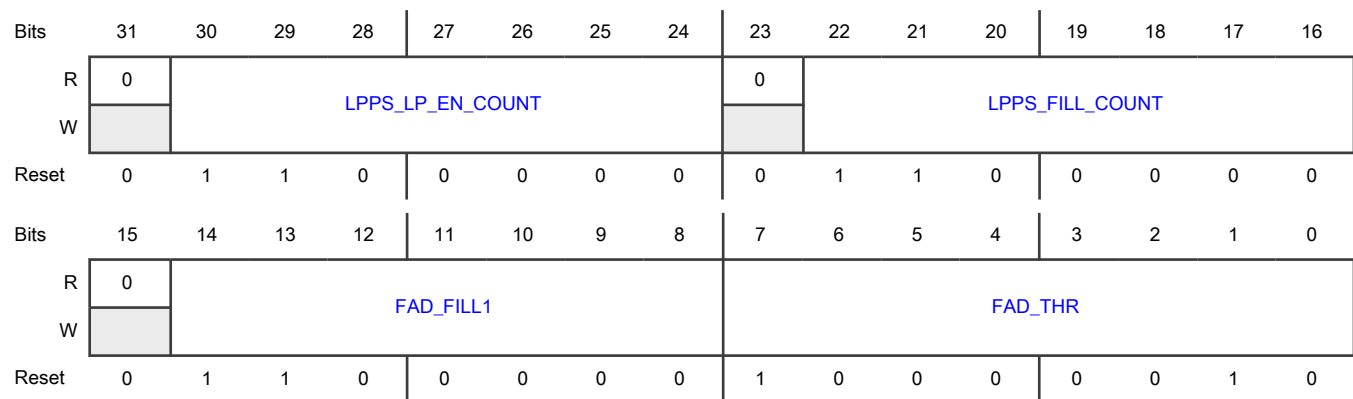 Bits 31 30 29 28 27 26 25 24 23 22 21 20 19 18 17 16
R 0 0
LPPS_LP_EN_COUNT LPPS_FILL_COUNT
W
Reset 0 1 1 0 0 0 0 0 0 1 1 0 0 0 0 0
Bits 15 14 13 12 11 10 9 8 7 6 5 4 3 2 1 0
R 0
FAD_FILL1 FAD_THR
W
Reset 0 1 1 0 0 0 0 0 1 0 0 0 0 0 1 0